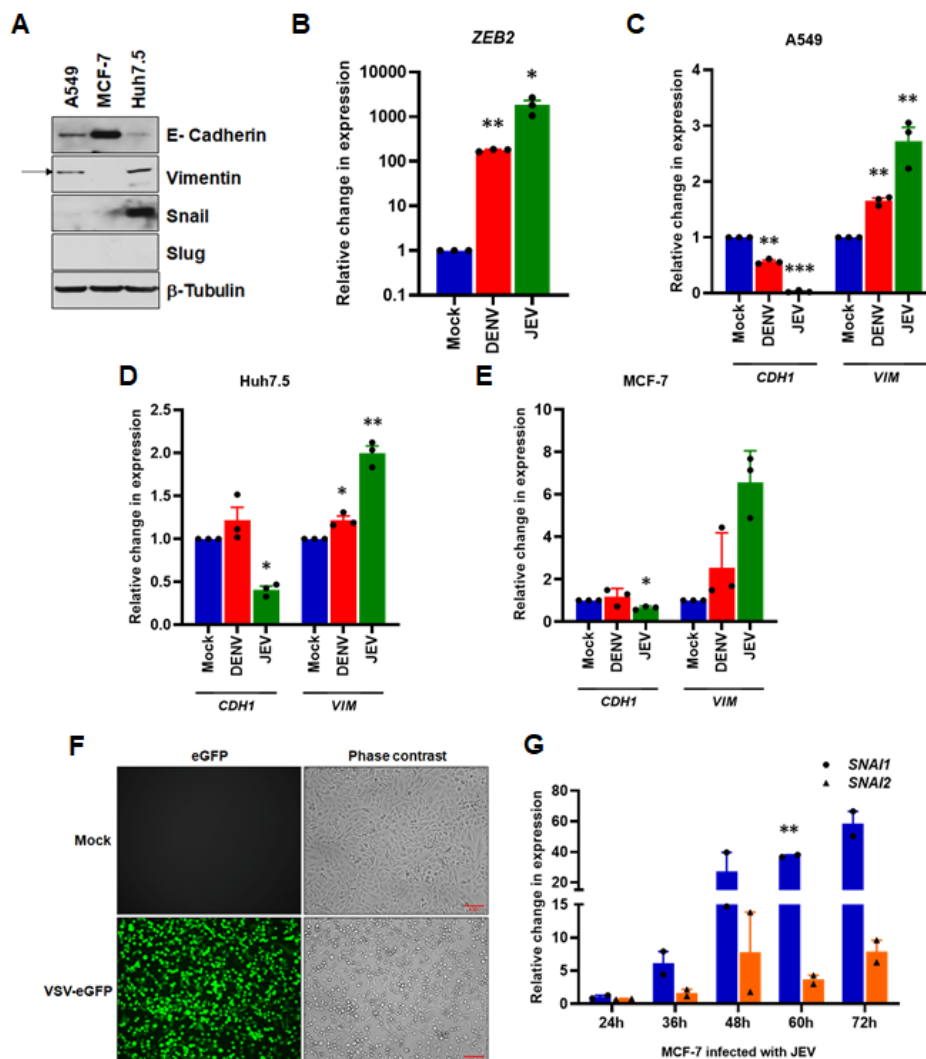 A
A549
MCF-7
Huh7.5
E- Cadherin
Vimentin
Snail
Slug
β-Tubulin
B
ZEB2
Relative change in expression
10000
1000
100
10
1
0.1
**
*
Mock
DENV
JEV
C
A549
Relative change in expression
4
3
2
1
0
**
***
**
**
Mock
DENV
JEV
Mock
DENV
JEV
CDH1
VIM
D
Huh7.5
Relative change in expression
2.5
2.0
1.5
1.0
0.5
0.0
*
*
**
Mock
DENV
JEV
Mock
DENV
JEV
CDH1
VIM
E
MCF-7
Relative change in expression
10
8
6
4
2
0
*
Mock
DENV
JEV
Mock
DENV
JEV
CDH1
VIM
F
eGFP
Phase contrast
Mock
VSV-eGFP
G
SNAI1
SNAI2
Relative change in expression
80
60
40
20
15
10
5
0
**
24h
36h
48h
60h
72h
MCF-7 infected with JEV